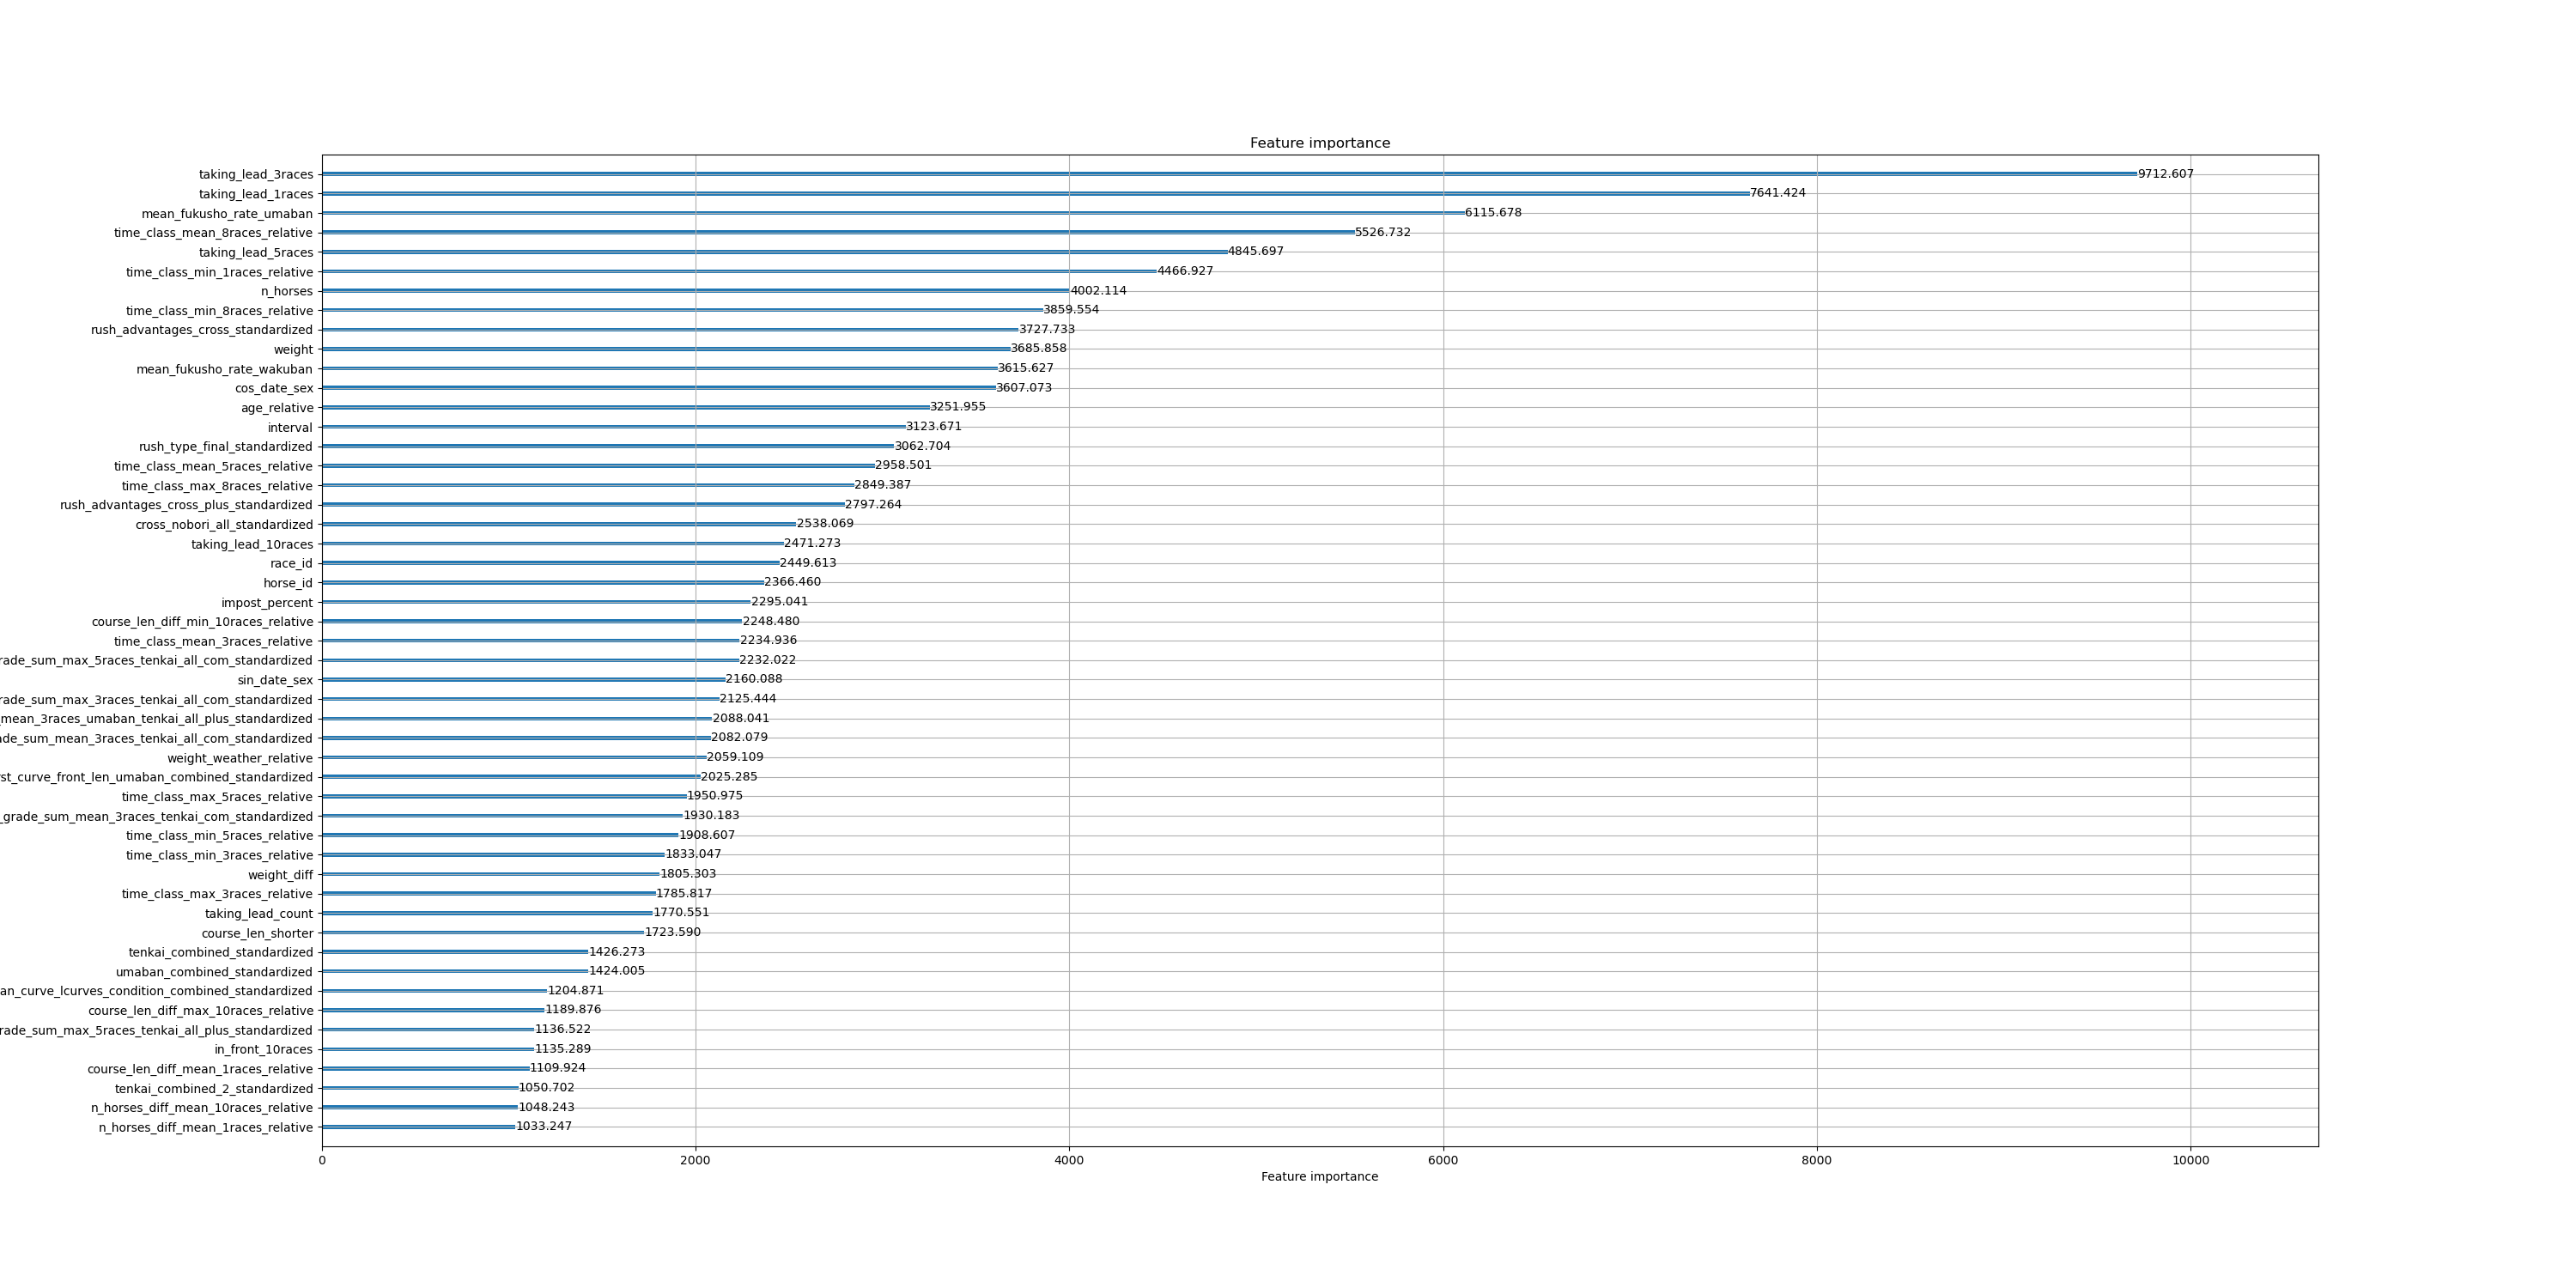 Feature importance
taking_lead_3races 9712.607
taking_lead_1races 7641.424
mean_fukusho_rate_umaban 6115.678
time_class_mean_8races_relative 5526.732
taking_lead_5races 4845.697
time_class_min_1races_relative 4466.927
n_horses 4002.114
time_class_min_8races_relative 3859.554
rush_advantages_cross_standardized 3727.733
weight 3685.858
mean_fukusho_rate_wakuban 3615.627
cos_date_sex 3607.073
age_relative 3251.955
interval 3123.671
rush_type_final_standardized 3062.704
time_class_mean_5races_relative 2958.501
time_class_max_8races_relative 2849.387
rush_advantages_cross_plus_standardized 2797.264
cross_nobori_all_standardized 2538.069
taking_lead_10races 2471.273
race_id 2449.613
horse_id 2366.460
impost_percent 2295.041
course_len_diff_min_10races_relative 2248.480
time_class_mean_3races_relative 2234.936
rade_sum_max_5races_tenkai_all_com_standardized 2232.022
sin_date_sex 2160.088
rade_sum_max_3races_tenkai_all_com_standardized 2125.444
_mean_3races_umaban_tenkai_all_plus_standardized 2088.041
ade_sum_mean_3races_tenkai_all_com_standardized 2082.079
weight_weather_relative 2059.109
st_curve_front_len_umaban_combined_standardized 2025.285
time_class_max_5races_relative 1950.975
_grade_sum_mean_3races_tenkai_com_standardized 1930.183
time_class_min_5races_relative 1908.607
time_class_min_3races_relative 1833.047
weight_diff 1805.303
time_class_max_3races_relative 1785.817
taking_lead_count 1770.551
course_len_shorter 1723.590
tenkai_combined_standardized 1426.273
umaban_combined_standardized 1424.005
an_curve_lcurves_condition_combined_standardized 1204.871
course_len_diff_max_10races_relative 1189.876
rade_sum_max_5races_tenkai_all_plus_standardized 1136.522
in_front_10races 1135.289
course_len_diff_mean_1races_relative 1109.924
tenkai_combined_2_standardized 1050.702
n_horses_diff_mean_10races_relative 1048.243
n_horses_diff_mean_1races_relative 1033.247
0 2000 4000 6000 8000 10000
Feature importance